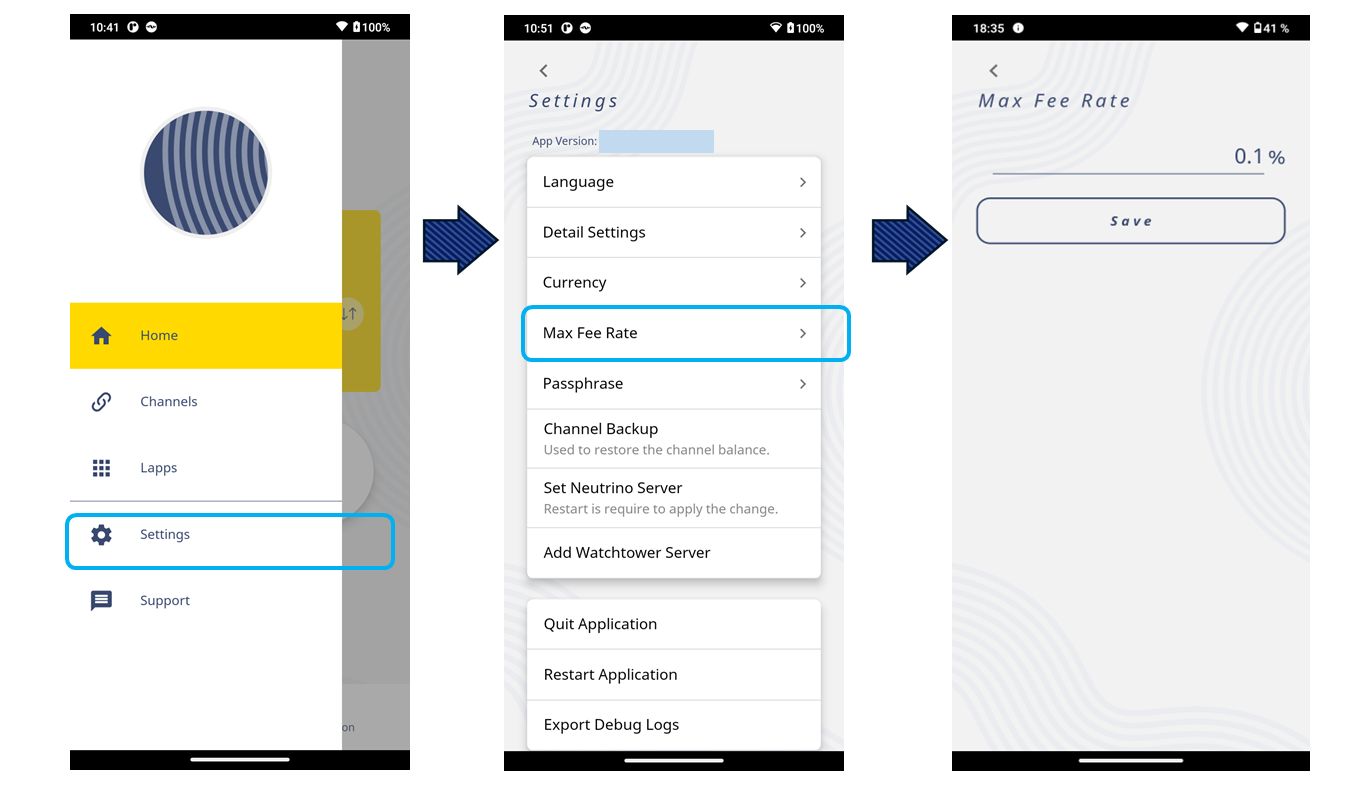 10:41
100%
Home
Channels
Lapps
Settings
Support
on
10:51
100%
Settings
App Version:
Language
Detail Settings
Currency
Max Fee Rate
Passphrase
Channel Backup
Used to restore the channel balance.
Set Neutrino Server
Restart is require to apply the change.
Add Watchtower Server
Quit Application
Restart Application
Export Debug Logs
18:35
41 %
Max Fee Rate
0.1 %
Save